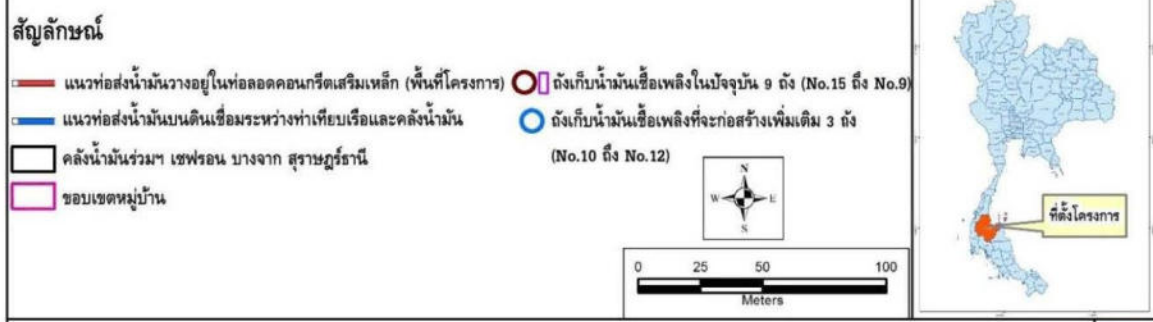 สัญลักษณ์
แนวท่อส่งน้ำมันวางอยู่ในท่อลอดคอนกรีตเสริมเหล็ก (พื้นที่โครงการ)
ถังเก็บน้ำมันเชื้อเพลิงในปัจจุบัน 9 ถัง (No.15 ถึง No.9)
แนวท่อส่งน้ำมันบนดินเชื่อมระหว่างท่าเทียบเรือและคลังน้ำมัน
ถังเก็บน้ำมันเชื้อเพลิงที่จะก่อสร้างเพิ่มเติม 3 ถัง
(No.10 ถึง No.12)
คลังน้ำมันร่วมฯ เชฟรอน บางจาก สุราษฎร์ธานี
ขอบเขตหมู่บ้าน
N
W E
S
0 25 50 100
Meters
ที่ตั้งโครงการ